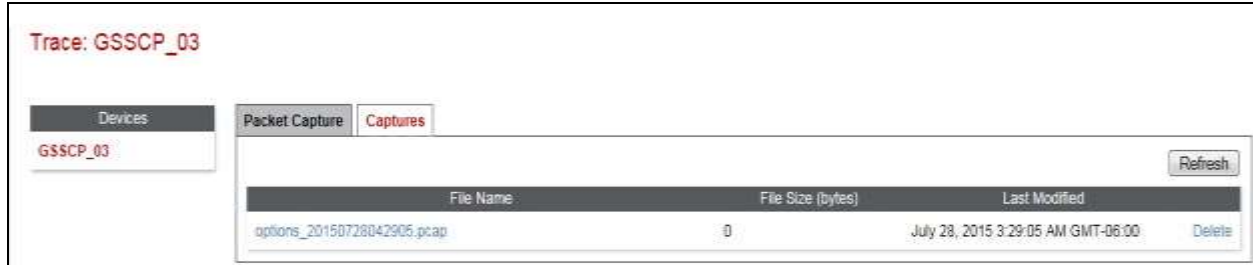 Trace: GSSCP_03
Devices
GSSCP_03
Packet Capture Captures
Refresh
File Name File Size (bytes) Last Modified
options_20150728042905.pcap 0 July 28, 2015 3:29:05 AM GMT-06:00 Delete